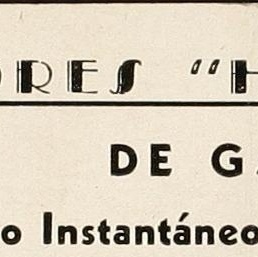 ORES "H
DE G
o Instantáneo